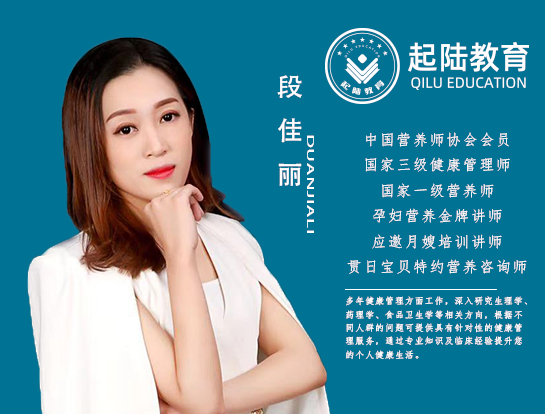 起陆教育
QILU EDUCATION
QILU EDUCATION
起陆教育
段佳丽
DUANJIALI
中国营养师协会会员
国家三级健康管理师
国家一级营养师
孕妇营养金牌讲师
应邀月嫂培训讲师
贯日宝贝特约营养咨询师
多年健康管理方面工作，深入研究生理学、
药理学、食品卫生学等相关方向，根据不
同人群的问题可提供具有针对性的健康管
理服务，通过专业知识及临床经验提升您
的个人健康生活。